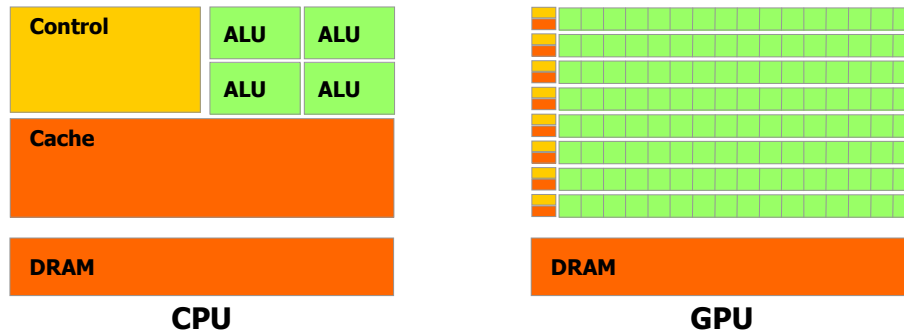 Control
ALU ALU
ALU ALU
Cache
DRAM
CPU
DRAM
GPU